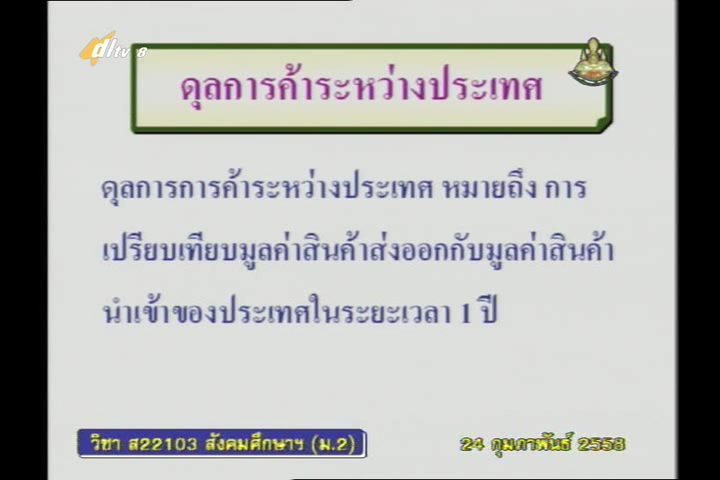 dltv 8
ดุลการค้าระหว่างประเทศ
ดุลการการค้าระหว่างประเทศ หมายถึง การ
เปรียบเทียบมูลค่าสินค้าส่งออกกับมูลค่าสินค้า
นำเข้าของประเทศในระยะเวลา 1 ปี
วิชา ส22103 สังคมศึกษาฯ (ม.2)
24 กุมภาพันธ์ 2558